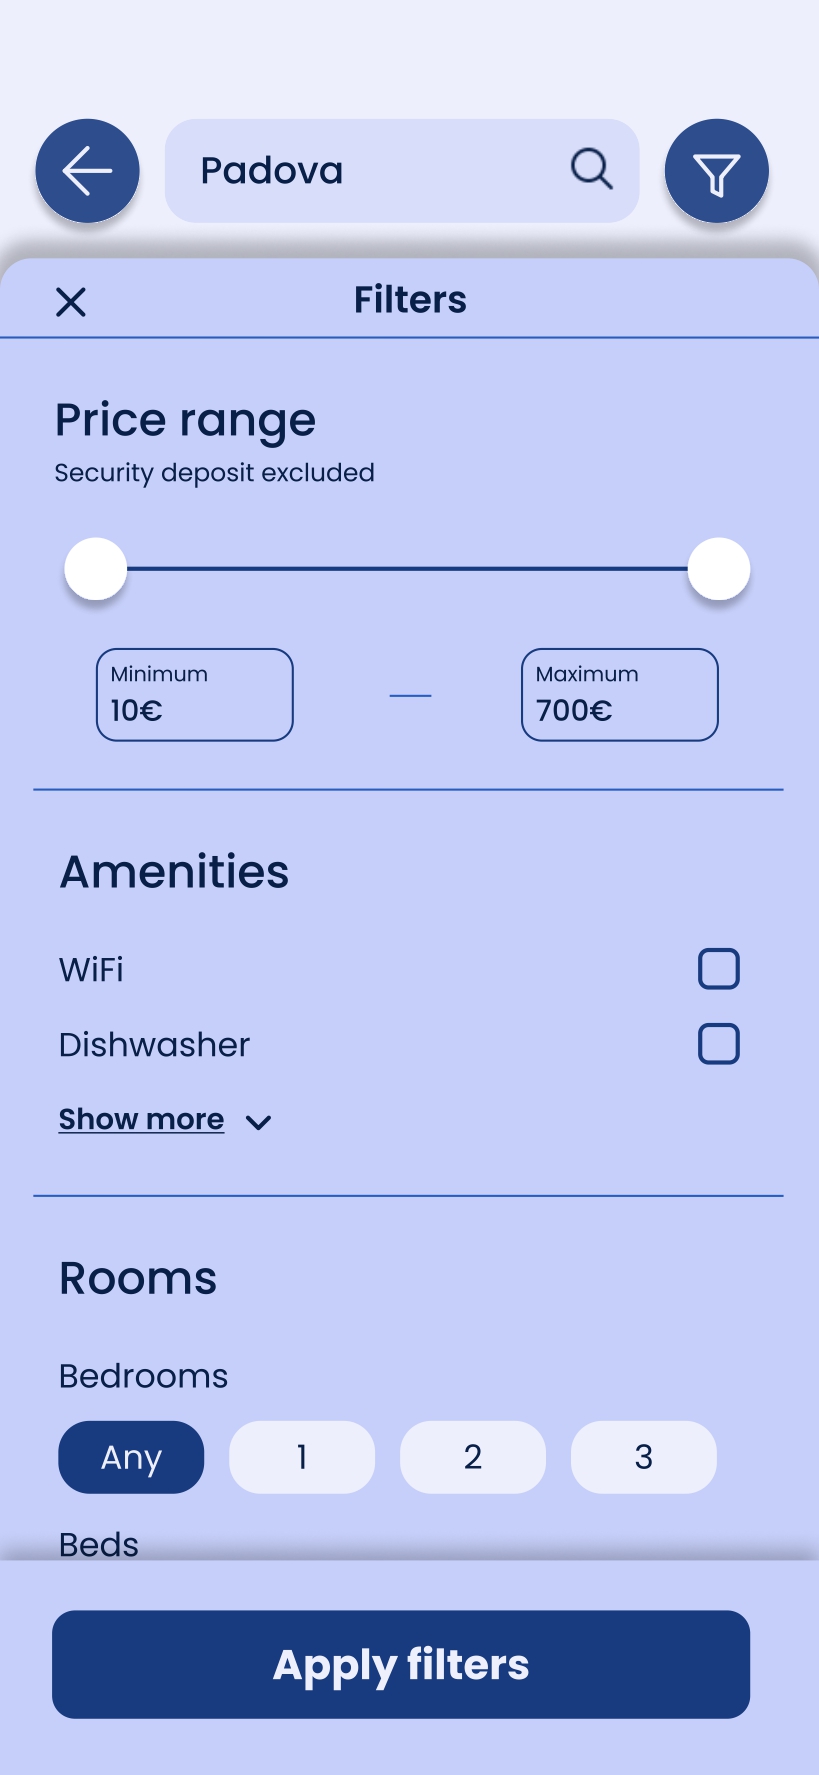 Padova
Filters
Price range
Security deposit excluded
Minimum
10€
Maximum
700€
Amenities
WiFi
Dishwasher
Show more
Rooms
Bedrooms
Any 1 2 3
Beds
Apply filters